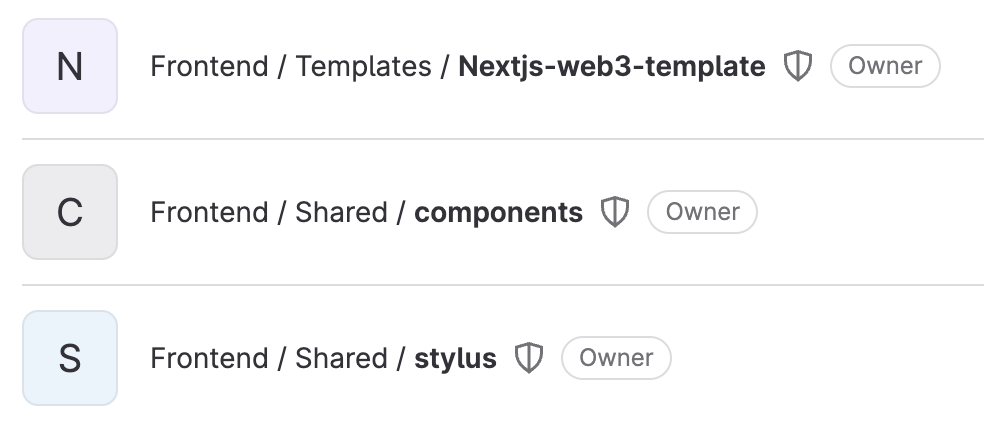 N Frontend / Templates / Nextjs-web3-template Owner
C Frontend / Shared / components Owner
S Frontend / Shared / stylus Owner